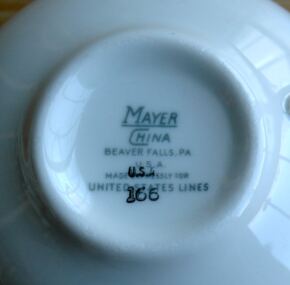 MAYER
CHINA
BEAVER FALLS, PA.
U.S.A.
U.S.A.
MADE EXPRESSLY FOR
UNITED STATES LINES
366